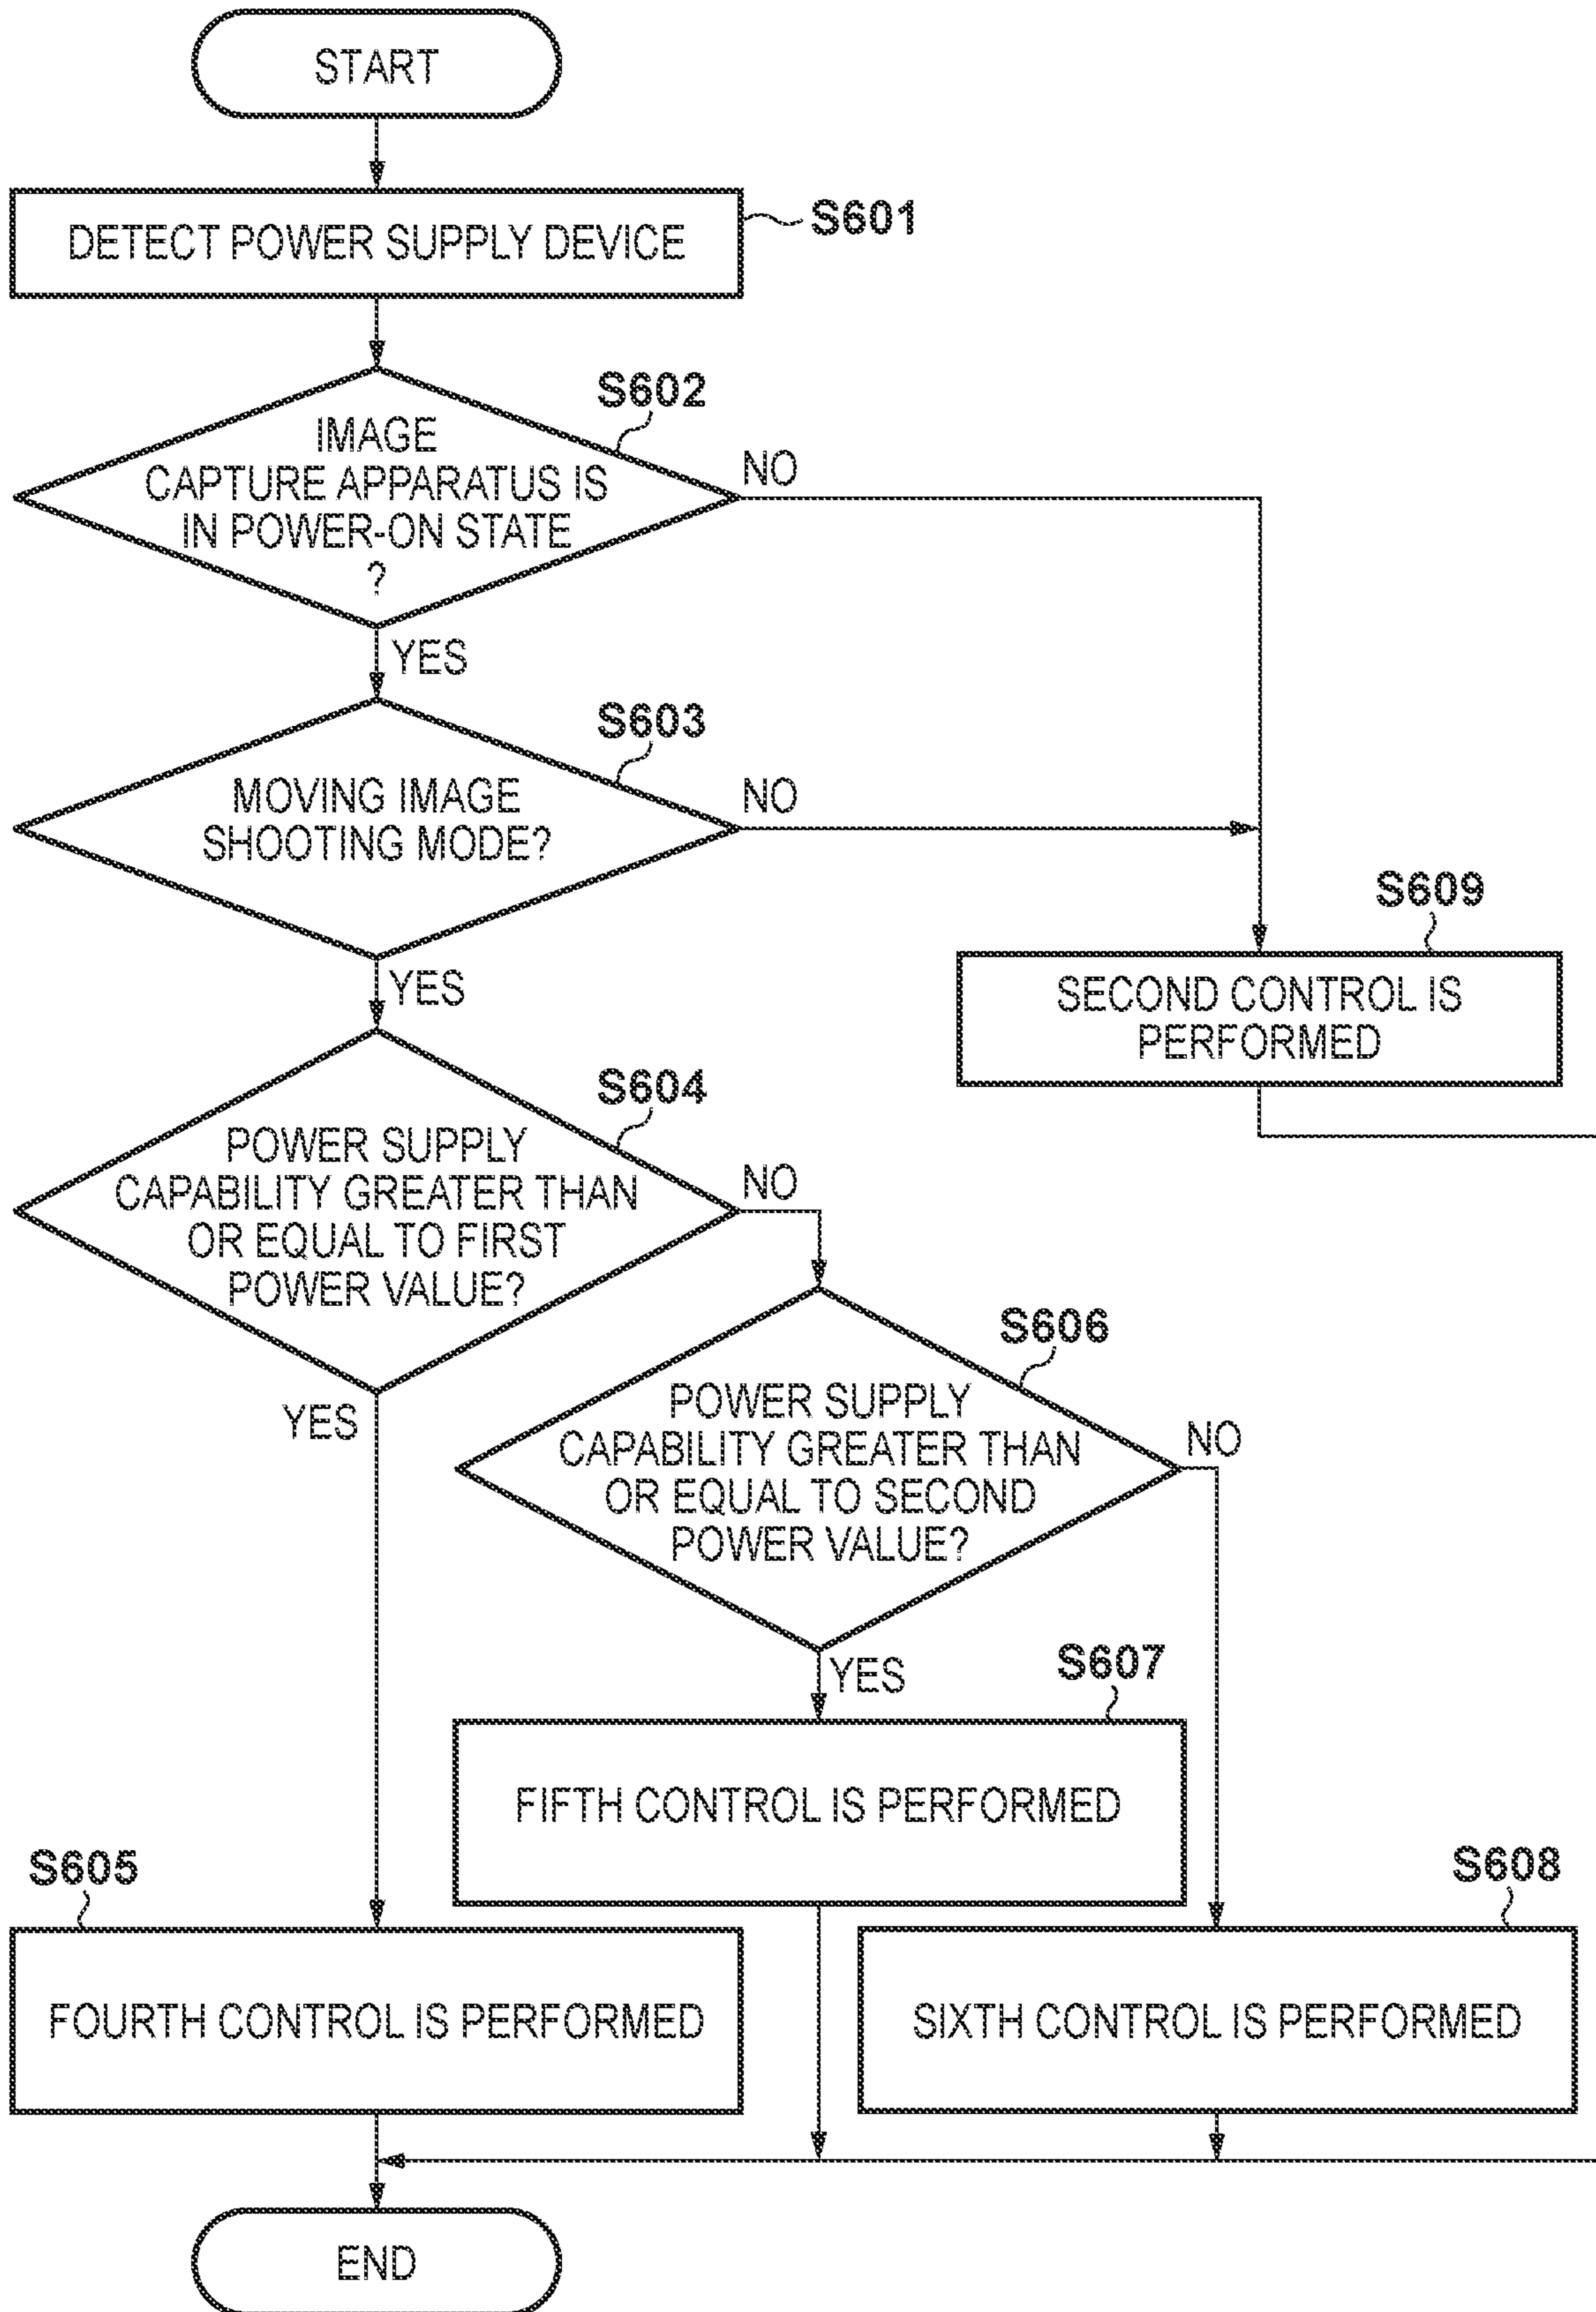 START
DETECT POWER SUPPLY DEVICE
S601
S602
IMAGE
CAPTURE APPARATUS IS
IN POWER-ON STATE
?
NO
YES
S603
MOVING IMAGE
SHOOTING MODE?
NO
YES
S609
SECOND CONTROL IS
PERFORMED
S604
POWER SUPPLY
CAPABILITY GREATER THAN
OR EQUAL TO FIRST
POWER VALUE?
NO
YES
S606
POWER SUPPLY
CAPABILITY GREATER THAN
OR EQUAL TO SECOND
POWER VALUE?
NO
YES
S607
FIFTH CONTROL IS PERFORMED
S605
FOURTH CONTROL IS PERFORMED
S608
SIXTH CONTROL IS PERFORMED
END